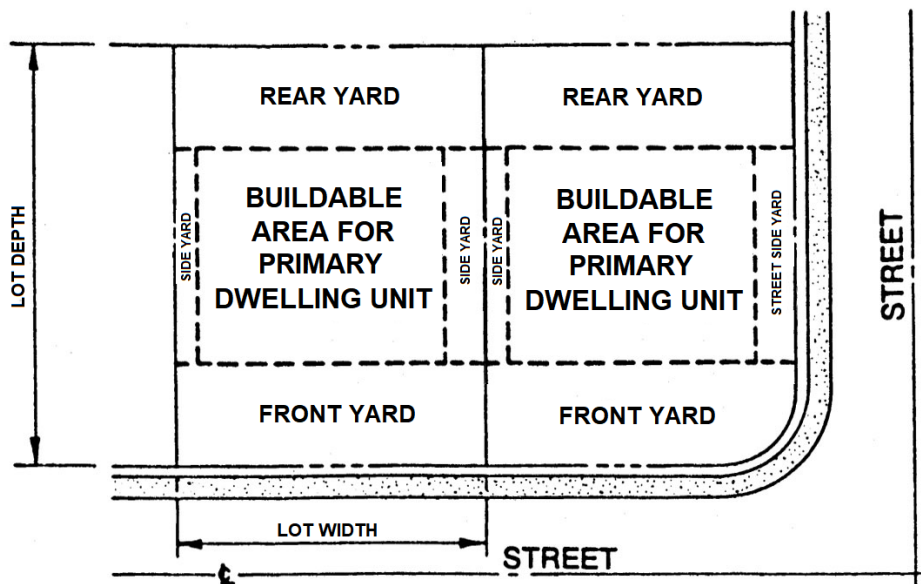 REAR YARD
REAR YARD
LOT DEPTH
SIDE YARD
BUILDABLE
AREA FOR
PRIMARY
DWELLING UNIT
SIDE YARD
SIDE YARD
BUILDABLE
AREA FOR
PRIMARY
DWELLING UNIT
STREET SIDE YARD
STREET
FRONT YARD
FRONT YARD
LOT WIDTH
STREET
℄